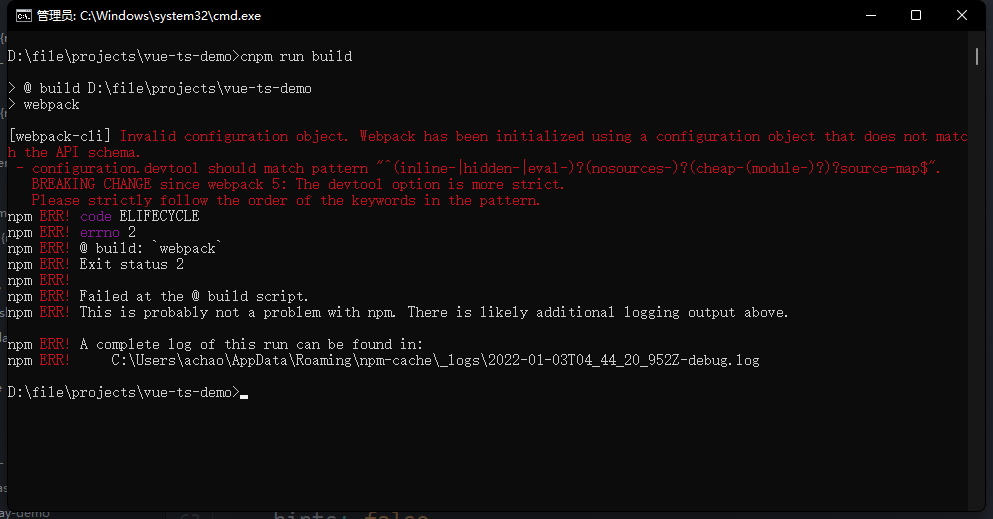 管理员: C:\Windows\system32\cmd.exe
D:\file\projects\vue-ts-demo>cnpm run build
> @ build D:\file\projects\vue-ts-demo
> webpack
[webpack-cli] Invalid configuration object. Webpack has been initialized using a configuration object that does not matc
h the API schema.
 - configuration.devtool should match pattern "^(inline-|hidden-|eval-)?(nosources-)?(cheap-(module-)?)?source-map$".
   BREAKING CHANGE since webpack 5: The devtool option is more strict.
   Please strictly follow the order of the keywords in the pattern.
npm ERR! code ELIFECYCLE
npm ERR! errno 2
npm ERR! @ build: `webpack`
npm ERR! Exit status 2
npm ERR!
npm ERR! Failed at the @ build script.
npm ERR! This is probably not a problem with npm. There is likely additional logging output above.
npm ERR! A complete log of this run can be found in:
npm ERR!     C:\Users\achao\AppData\Roaming\npm-cache\_logs\2022-01-03T04_44_20_952Z-debug.log
D:\file\projects\vue-ts-demo>
ay-demo